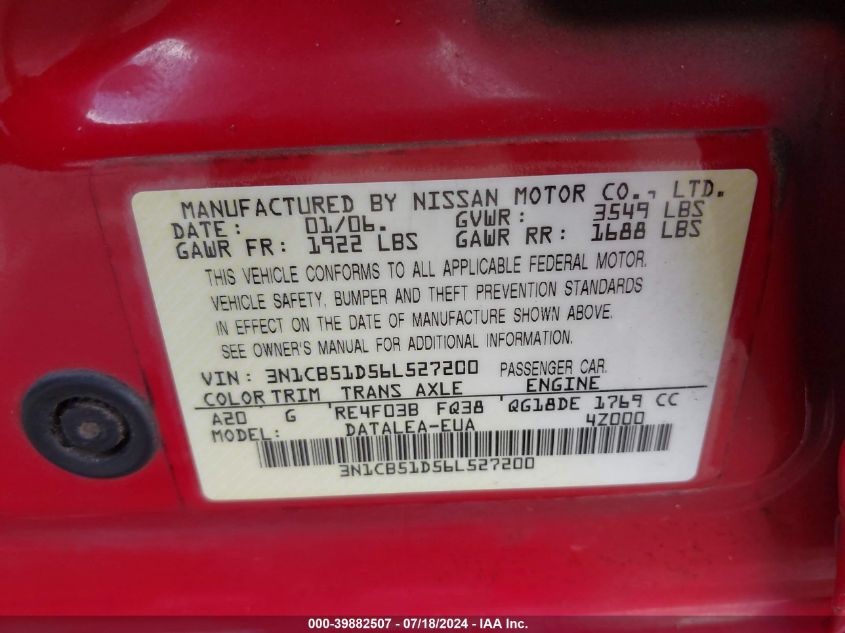 MANUFACTURED BY NISSAN MOTOR CO., LTD.
DATE: 01/06. GVWR: 3549 LBS
GAWR FR: 1922 LBS GAWR RR: 1688 LBS
THIS VEHICLE CONFORMS TO ALL APPLICABLE FEDERAL MOTOR.
VEHICLE SAFETY, BUMPER AND THEFT PREVENTION STANDARDS
IN EFFECT ON THE DATE OF MANUFACTURE SHOWN ABOVE.
SEE OWNER'S MANUAL FOR ADDITIONAL INFORMATION.
VIN: 3N1CB51D56L527200 PASSENGER CAR.
COLOR TRIM TRANS AXLE ENGINE
A20 G RE4F03B FQ38 QG18DE 1769 CC
MODEL: DATALEA-EUA 4Z000
3N1CB51D56L527200
000-39882507 - 07/18/2024 - IAA Inc.